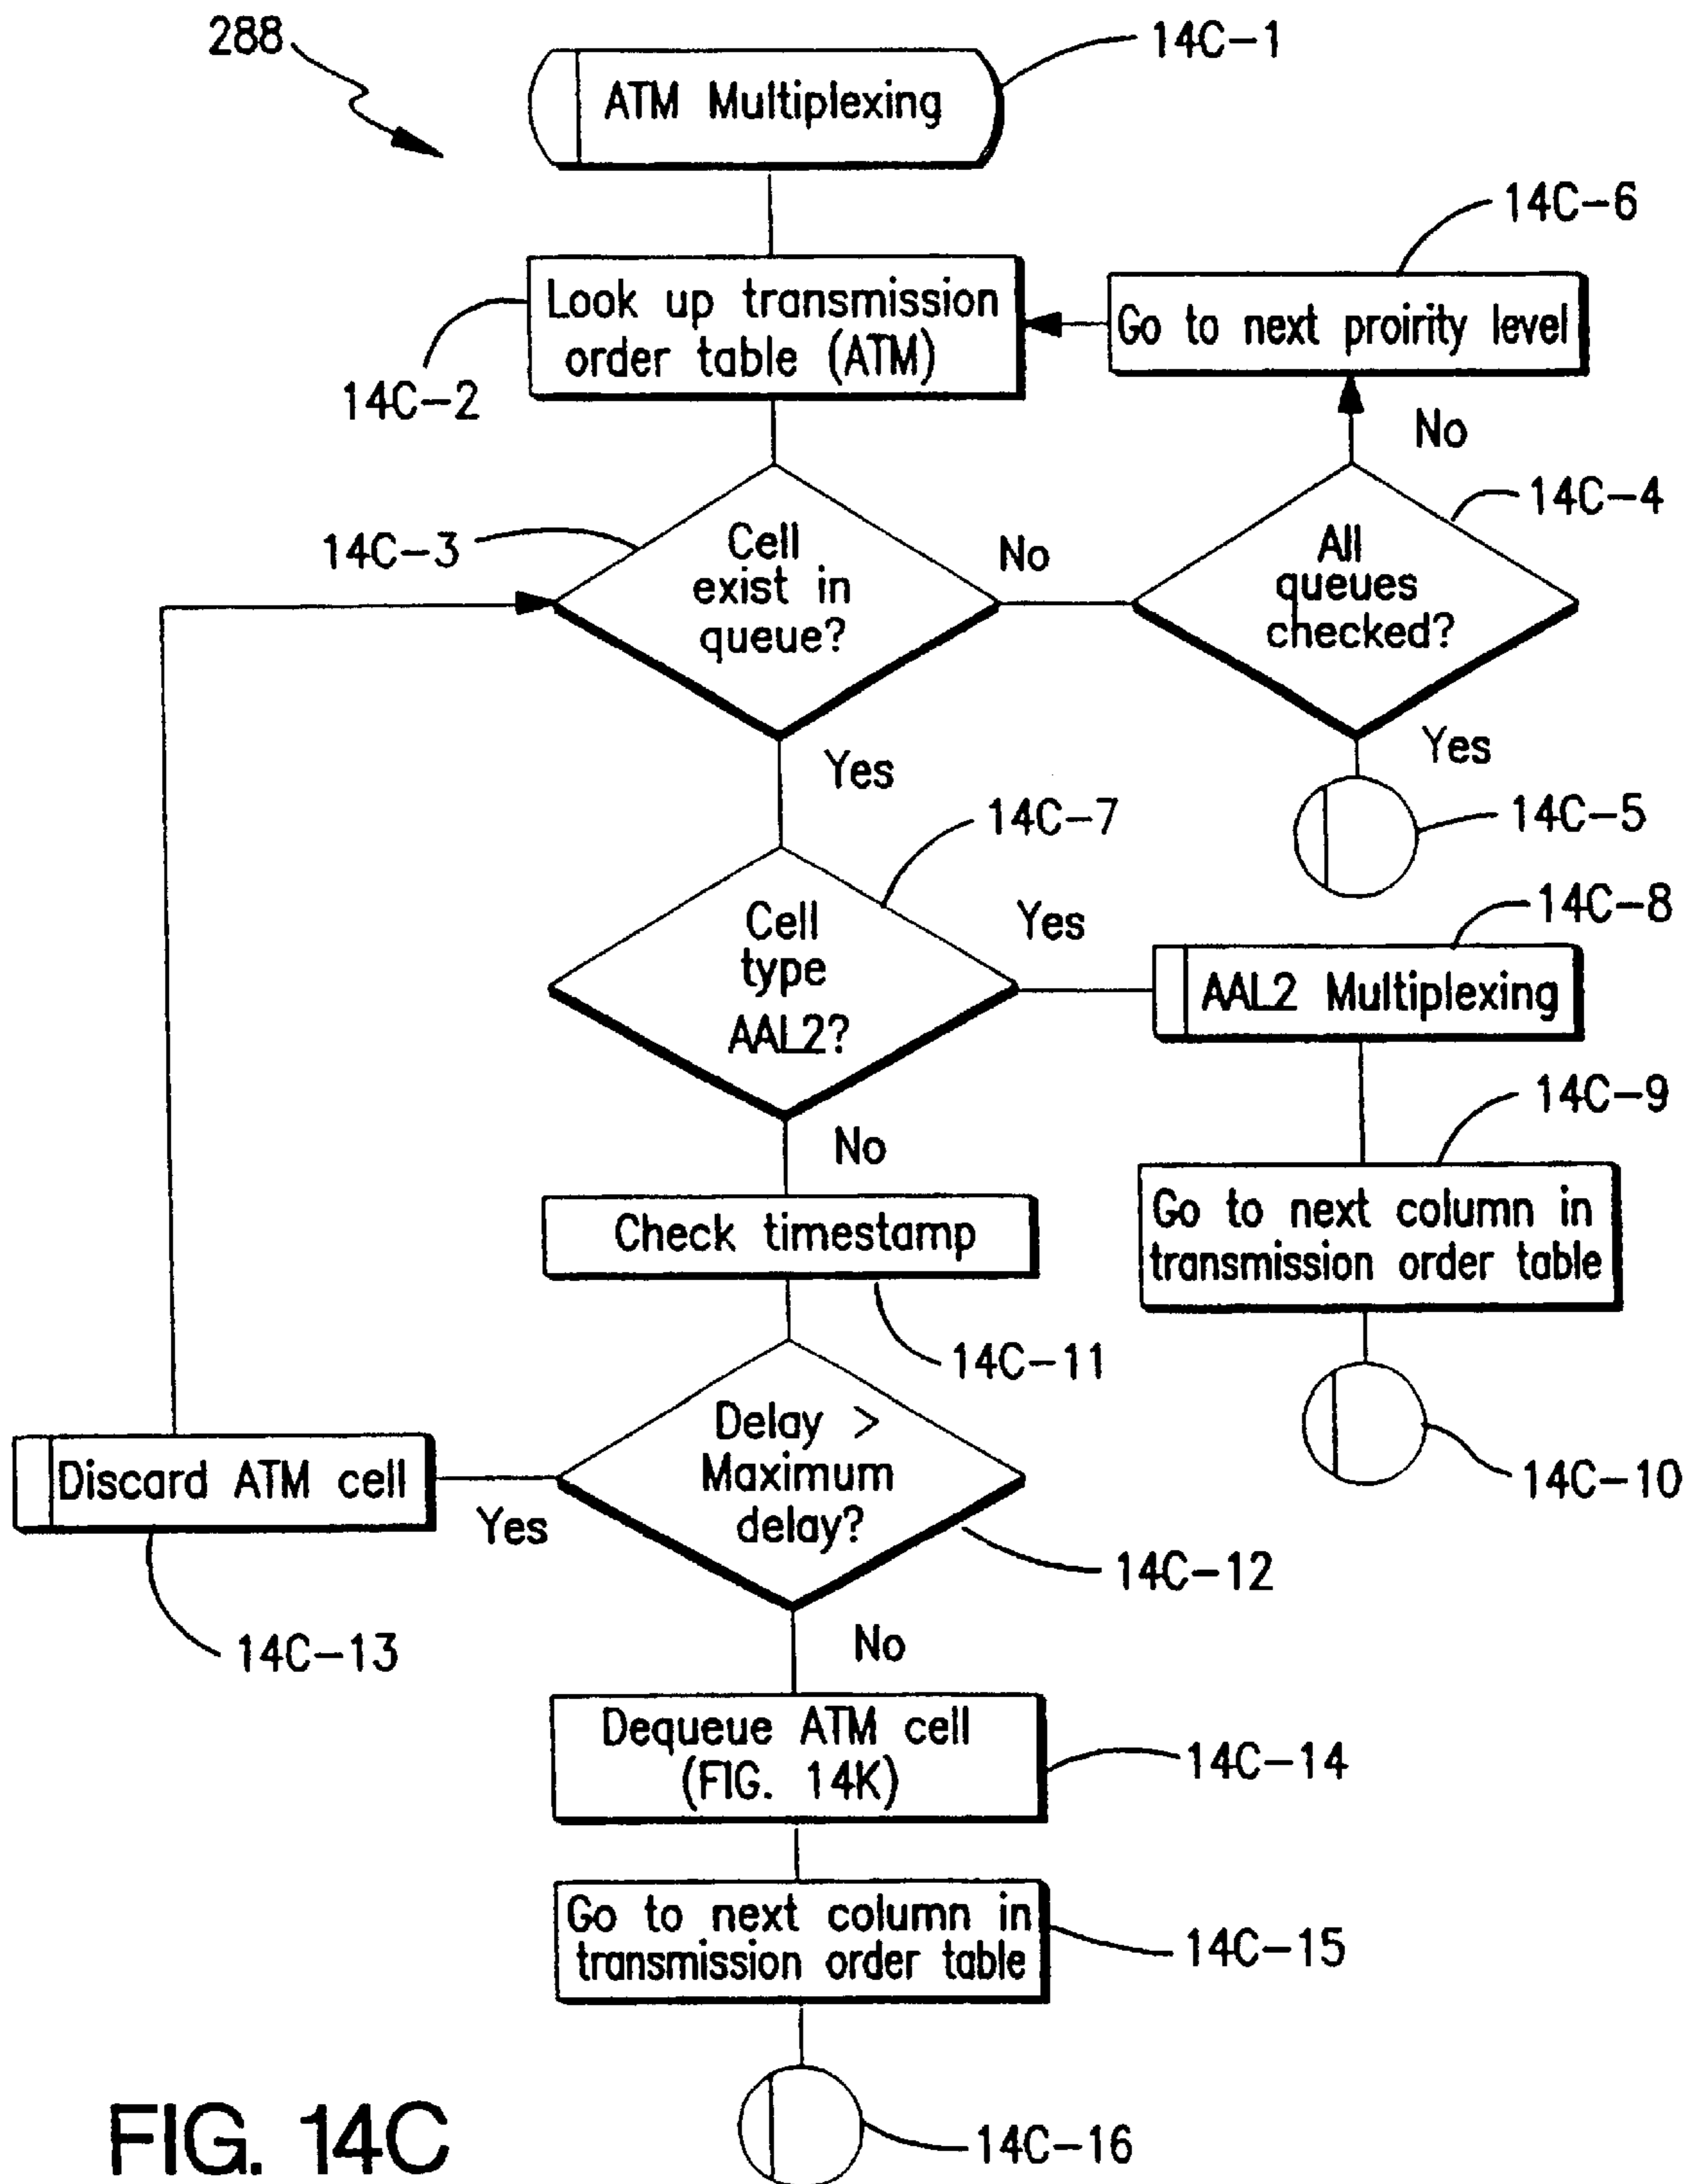 288
14C-1
ATM Multiplexing
14C-6
Look up transmission
order table (ATM)
Go to next proirity level
14C-2
No
14C-4
14C-3
Cell
exist in
queue?
No
All
queues
checked?
Yes
Yes
14C-5
14C-7
14C-8
Cell
type
AAL2?
Yes
AAL2 Multiplexing
14C-9
No
Go to next column in
transmission order table
Check timestamp
14C-11
14C-10
Delay >
Maximum
delay?
Discard ATM cell
Yes
14C-12
14C-13
No
Dequeue ATM cell
(FIG. 14K)
14C-14
Go to next column in
transmission order table
14C-15
14C-16
FIG. 14C